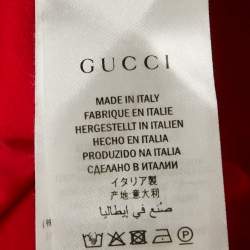 GUCCI
MADE IN ITALY
FABRIQUE EN ITALIE
HERGESTELLT IN ITALIEN
HECHO EN ITALIA
PRODUZIDO NA ITALIA
СДЕЛАНО В ИТАЛИИ
イタリア製
产地:意大利
صنع في إيطاليا